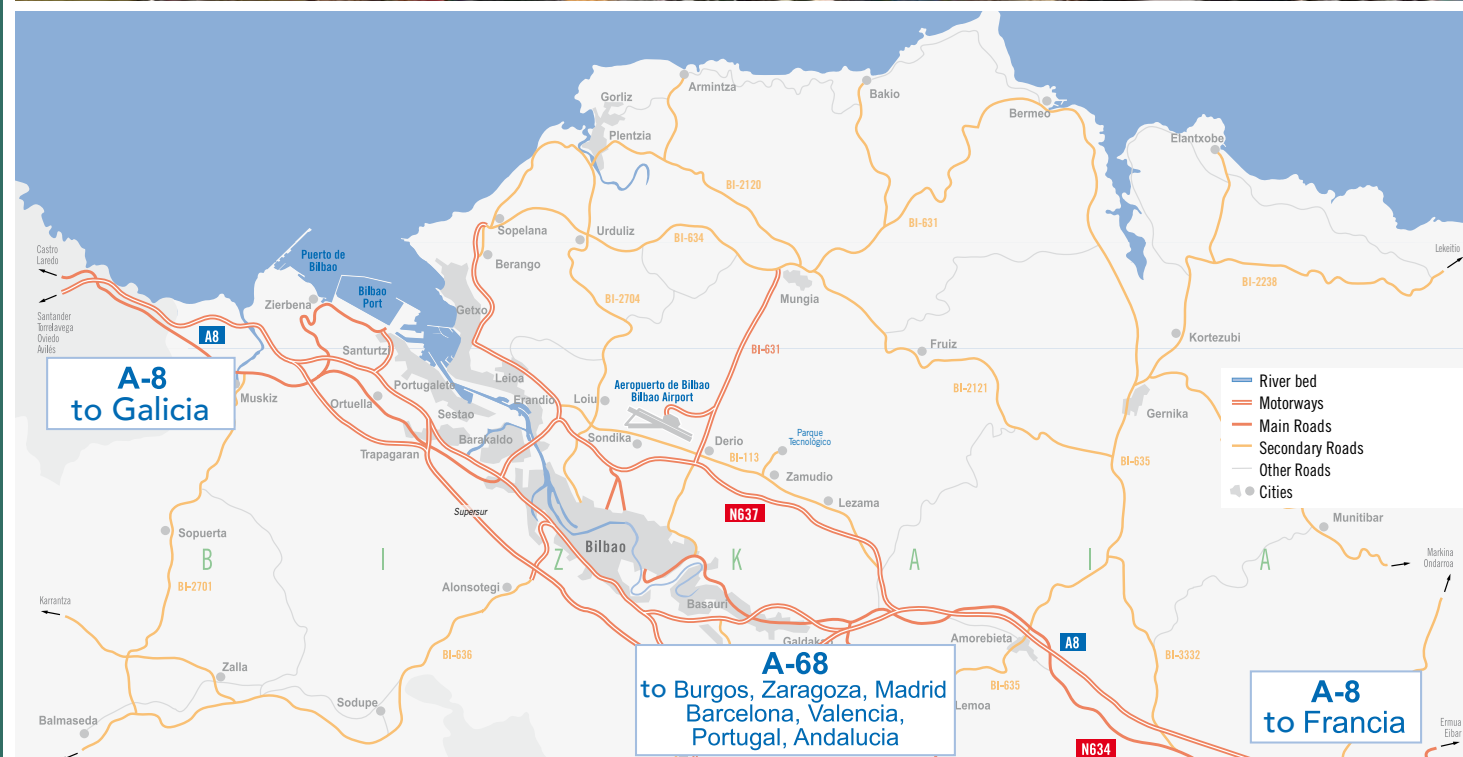 Armintza
Bakio
Gorliz
Bermeo
Plentzia
Elantxobe
BI-2120
Sopelana
Urduliz
BI-634
BI-631
Castro
Laredo
Puerto de
Bilbao
Berango
Lekeitio
BI-2238
Bilbao
Port
Zierbena
BI-2704
Mungia
Getxo
Santander
Torrelavega
Oviedo
Avilés
A8
Kortezubi
Santurtzi
BI-631
Fruiz
A-8
to Galicia
Portugalete
Leioa
Aeropuerto de Bilbao
Bilbao Airport
BI-2121
River bed
Motorways
Main Roads
Secondary Roads
Other Roads
Cities
Muskiz
Ortuella
Erandio
Loiu
Sestao
Gernika
Barakaldo
Sondika
Derio
Parque
Tecnológico
Trapagaran
BI-113
BI-635
Zamudio
Lezama
Supersur
N637
Munitibar
Sopuerta
Bilbao
B I Z K A I A
Markina
Ondarroa
BI-2701
Alonsotegi
Karrantza
Basauri
Galdakao
Amorebieta
A8
BI-636
BI-3332
Zalla
A-68
to Burgos, Zaragoza, Madrid
Barcelona, Valencia,
Portugal, Andalucia
BI-635
A-8
to Francia
Sodupe
Lemoa
Balmaseda
Ermua
Eibar
N634